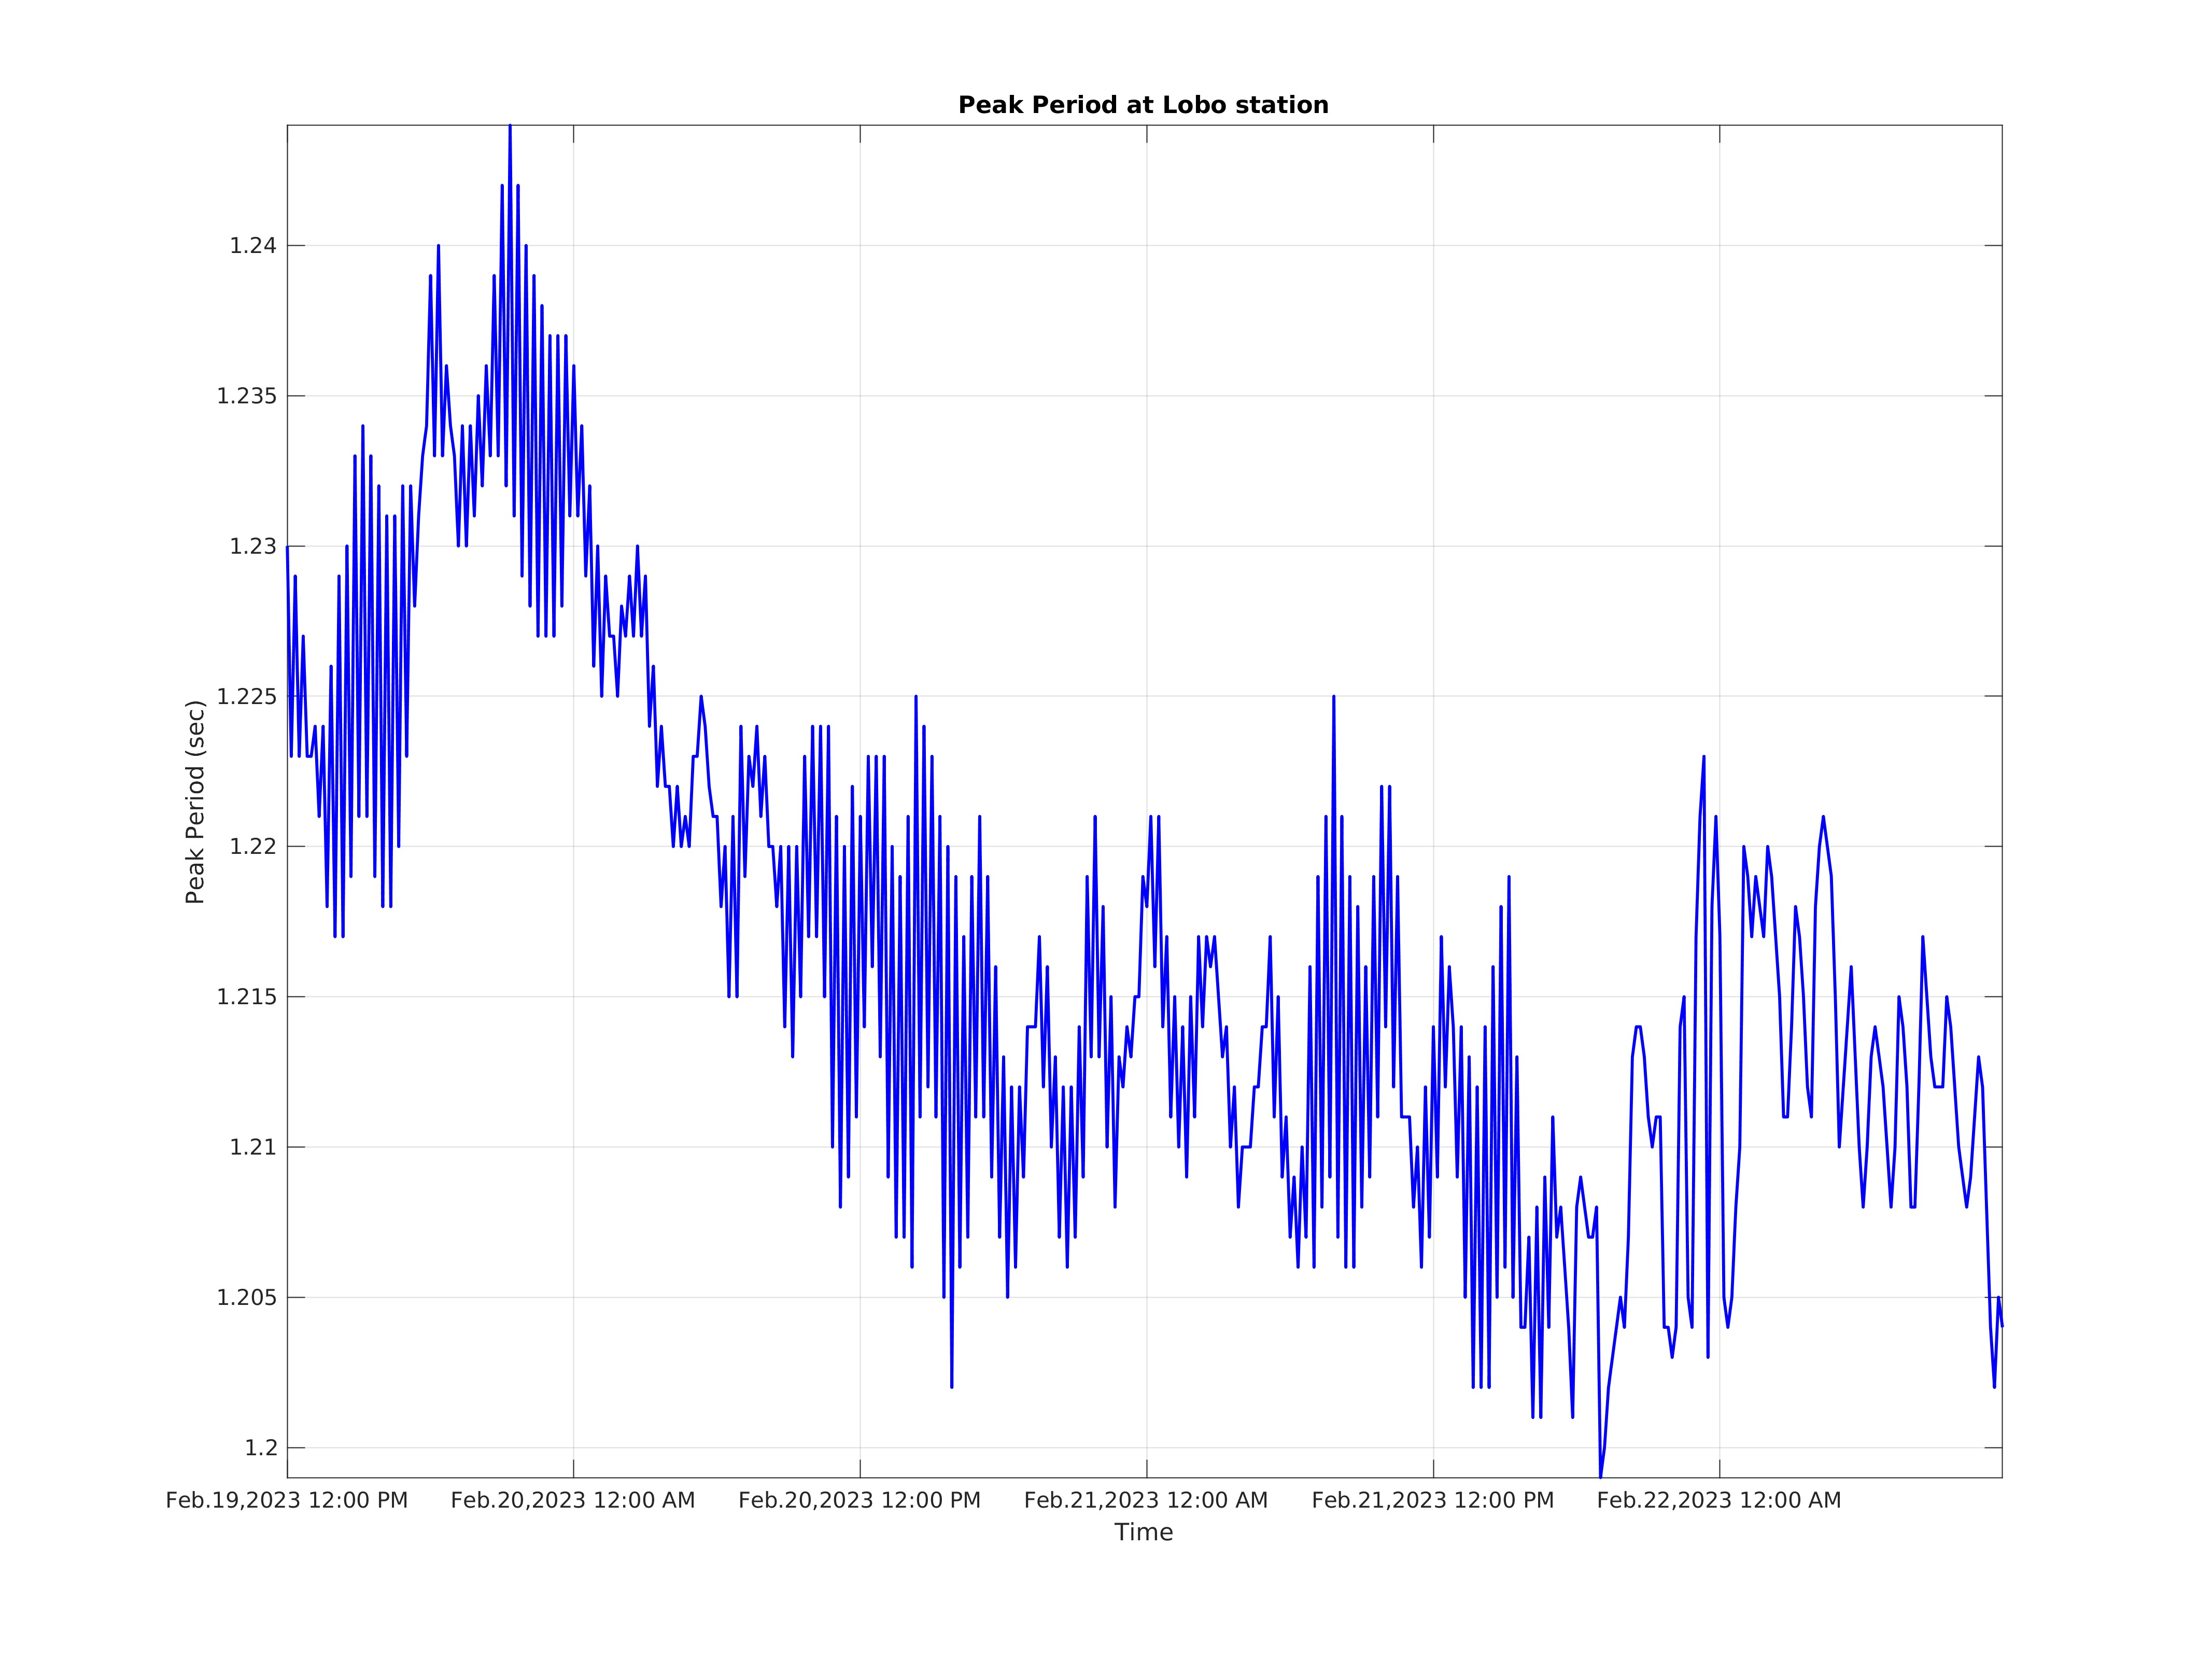 Peak Period at Lobo station
1.24
1.235
1.23
1.225
1.22
1.215
1.21
1.205
1.2
Peak Period (sec)
Feb.19,2023 12:00 PM Feb.20,2023 12:00 AM Feb.20,2023 12:00 PM Feb.21,2023 12:00 AM Feb.21,2023 12:00 PM Feb.22,2023 12:00 AM
Time